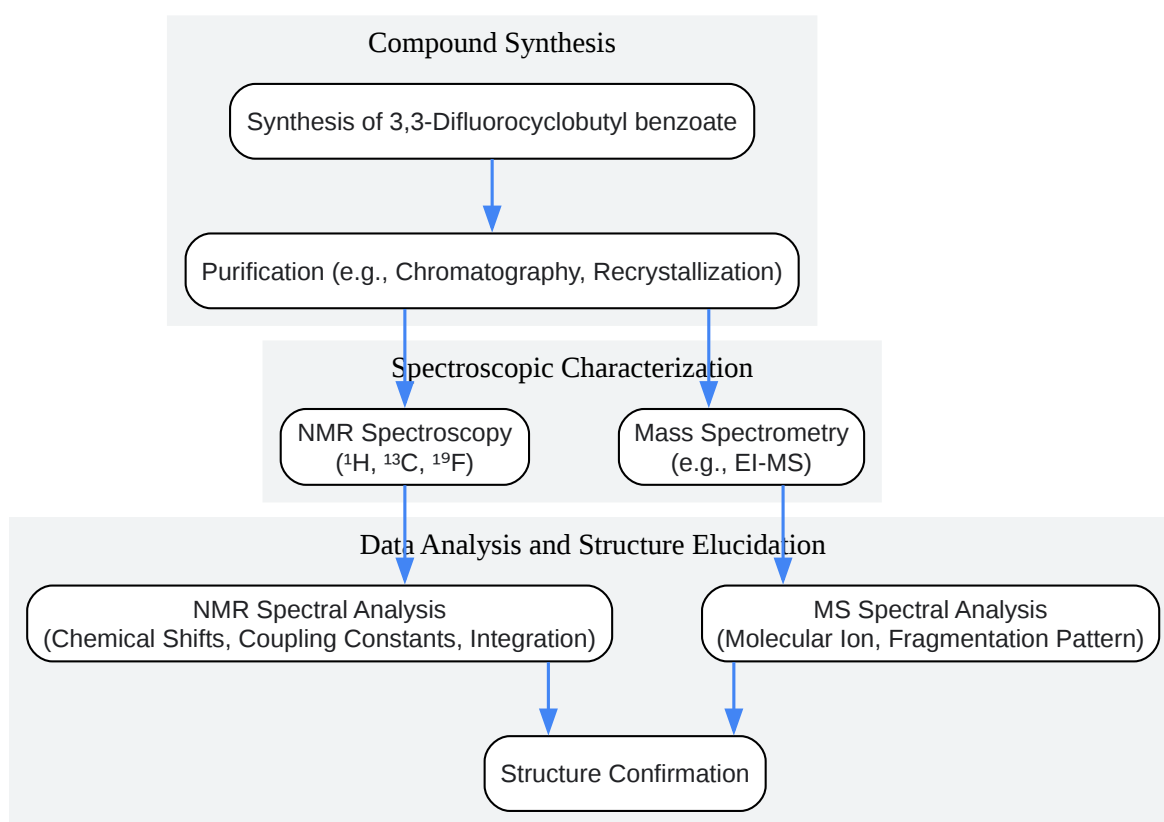 Compound Synthesis
Synthesis of 3,3-Difluorocyclobutyl benzoate
Purification (e.g., Chromatography, Recrystallization)
Spectroscopic Characterization
NMR Spectroscopy
(¹H, ¹³C, ¹⁹F)
Mass Spectrometry
(e.g., EI-MS)
Data Analysis and Structure Elucidation
NMR Spectral Analysis
(Chemical Shifts, Coupling Constants, Integration)
MS Spectral Analysis
(Molecular Ion, Fragmentation Pattern)
Structure Confirmation